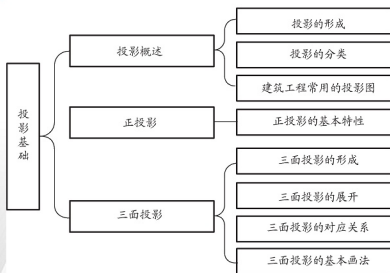 投影基础
投影概述
投影的形成
投影的分类
建筑工程常用的投影图
正投影
正投影的基本特性
三面投影
三面投影的形成
三面投影的展开
三面投影的对应关系
三面投影的基本画法